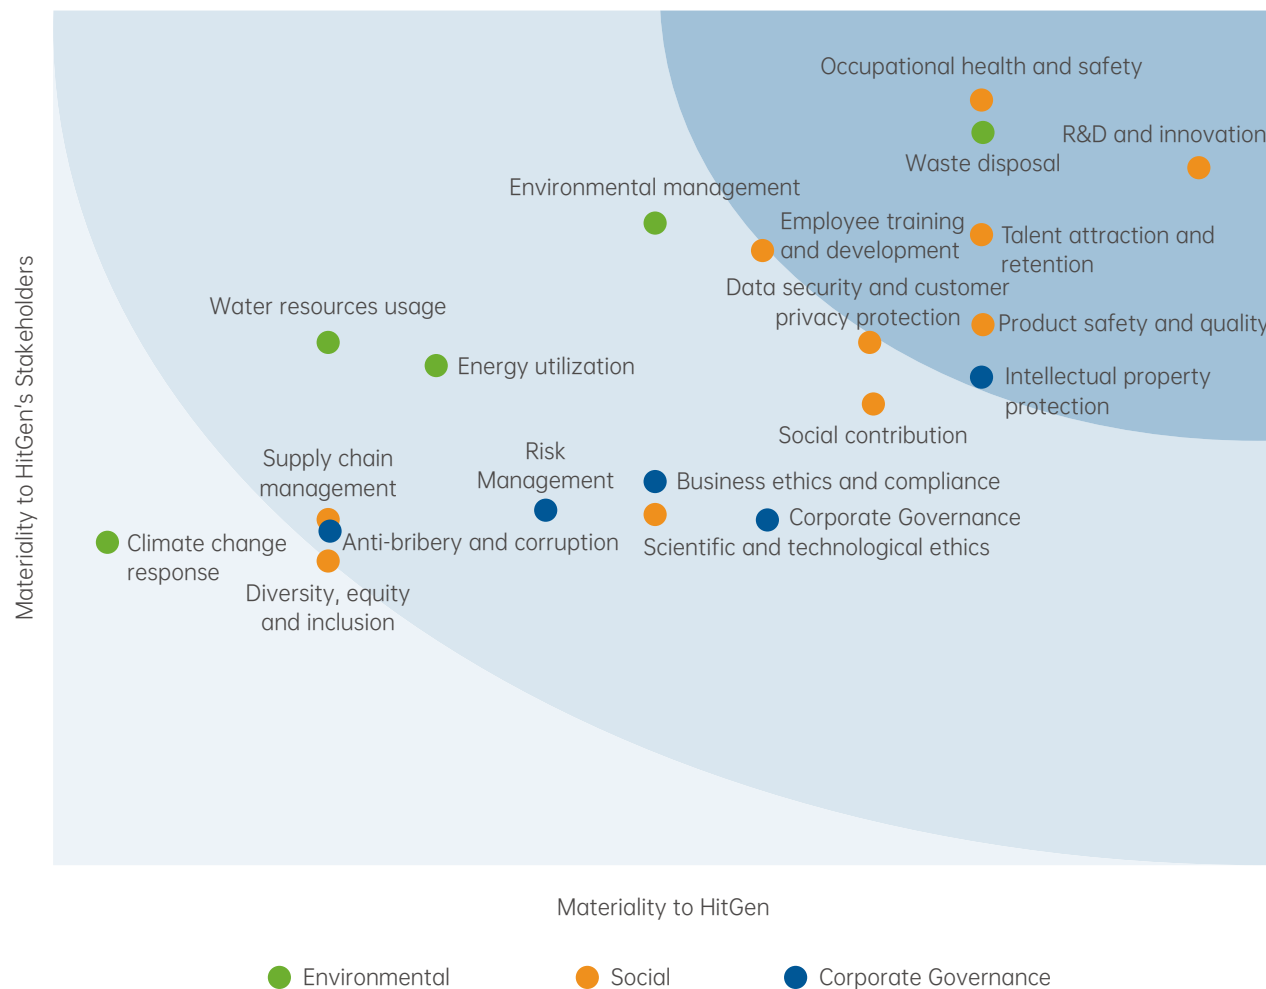 Occupational health and safety
R&D and innovation
Waste disposal
Environmental management
Employee training
and development
Talent attraction and
retention
Data security and customer
privacy protection
Product safety and quality
Water resources usage
Energy utilization
Intellectual property
protection
Social contribution
Supply chain
management
Risk
Management
Business ethics and compliance
Corporate Governance
Scientific and technological ethics
Climate change
response
Anti-bribery and corruption
Diversity, equity
and inclusion
Materiality to HitGen's Stakeholders
Materiality to HitGen
Environmental
Social
Corporate Governance